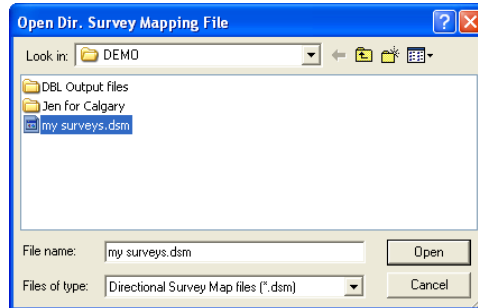 Open Dir. Survey Mapping File
Look in: DEMO
DBL Output files
Jen for Calgary
my surveys.dsm
File name: my surveys.dsm Open
Files of type: Directional Survey Map files (*.dsm) Cancel